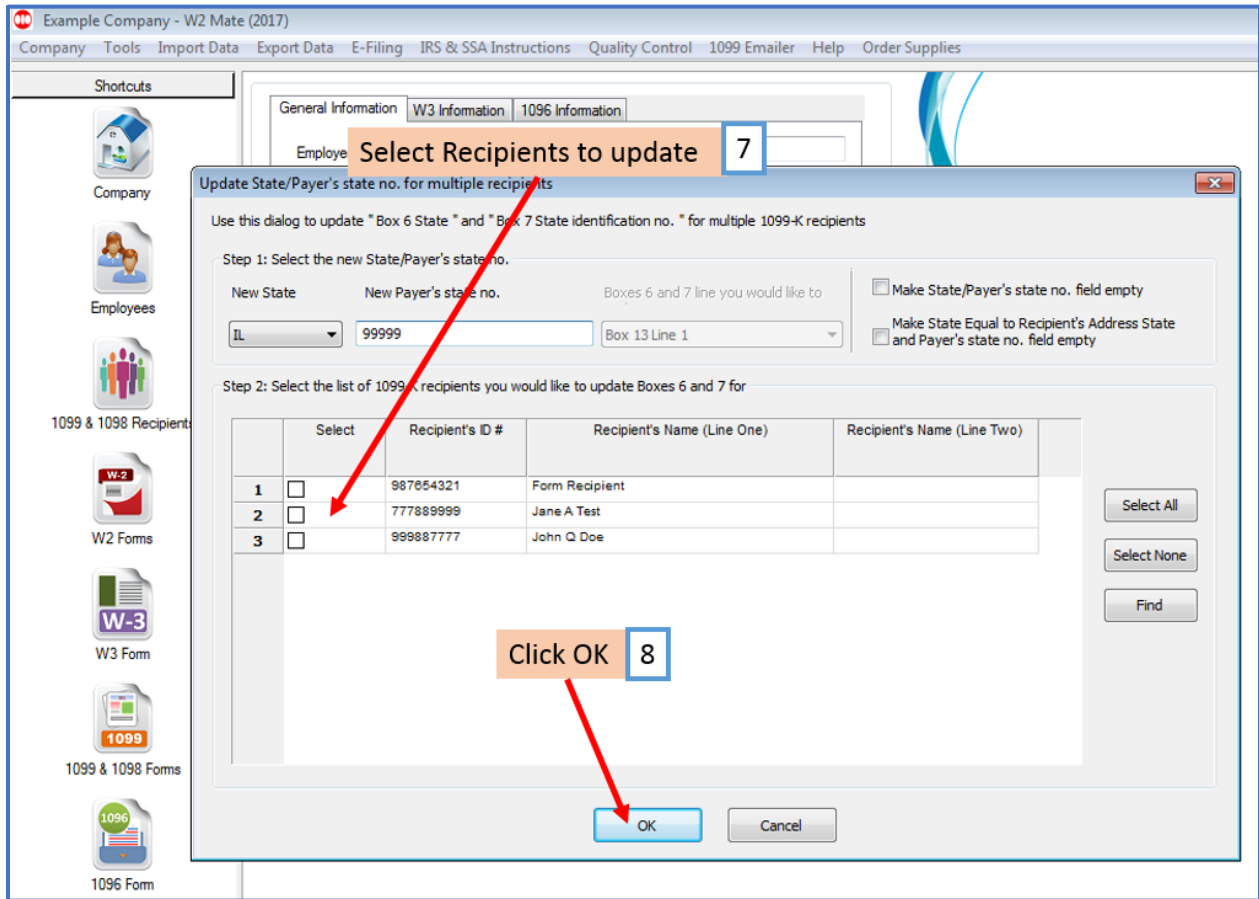 Example Company - W2 Mate (2017)
Company Tools Import Data Export Data E-Filing IRS & SSA Instructions Quality Control 1099 Emailer Help Order Supplies
Shortcuts
Company
Employees
1099 & 1098 Recipients
W-2
W2 Forms
W-3
W3 Form
1099
1099 & 1098 Forms
1096
1096 Form
General Information W3 Information 1096 Information
Employe
Select Recipients to update 7
Update State/Payer's state no. for multiple recipients
Use this dialog to update "Box 6 State" and "Box 7 State identification no. " for multiple 1099-K recipients
Step 1: Select the new State/Payer's state no.
New State New Payer's state no. Boxes 6 and 7 line you would like to
IL 99999 Box 13 Line 1
Make State/Payer's state no. field empty
Make State Equal to Recipient's Address State
and Payer's state no. field empty
Step 2: Select the list of 1099-K recipients you would like to update Boxes 6 and 7 for
Select Recipient's ID # Recipient's Name (Line One) Recipient's Name (Line Two)
1 987654321 Form Recipient
2 777889999 Jane A Test
3 999887777 John Q Doe
Select All
Select None
Find
Click OK 8
OK Cancel